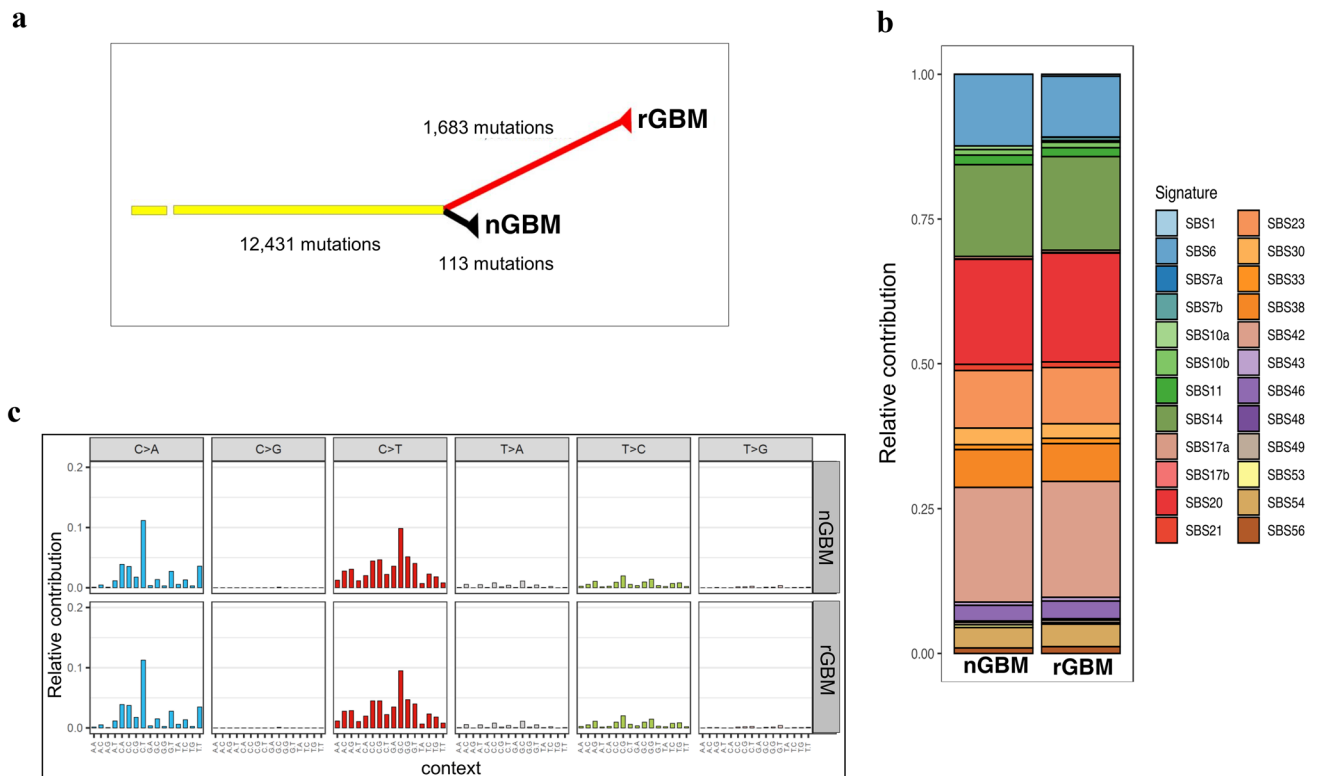 a
1,683 mutations
rGBM
nGBM
12,431 mutations
113 mutations
b
1.00
0.75
0.50
0.25
0.00
Relative contribution
nGBM
rGBM
Signature
SBS1
SBS6
SBS7a
SBS7b
SBS10a
SBS10b
SBS11
SBS14
SBS17a
SBS17b
SBS20
SBS21
SBS23
SBS30
SBS33
SBS38
SBS42
SBS43
SBS46
SBS48
SBS49
SBS53
SBS54
SBS56
c
C>A
C>G
C>T
T>A
T>C
T>G
0.2
0.1
0.0
nGBM
0.2
0.1
0.0
rGBM
Relative contribution
context